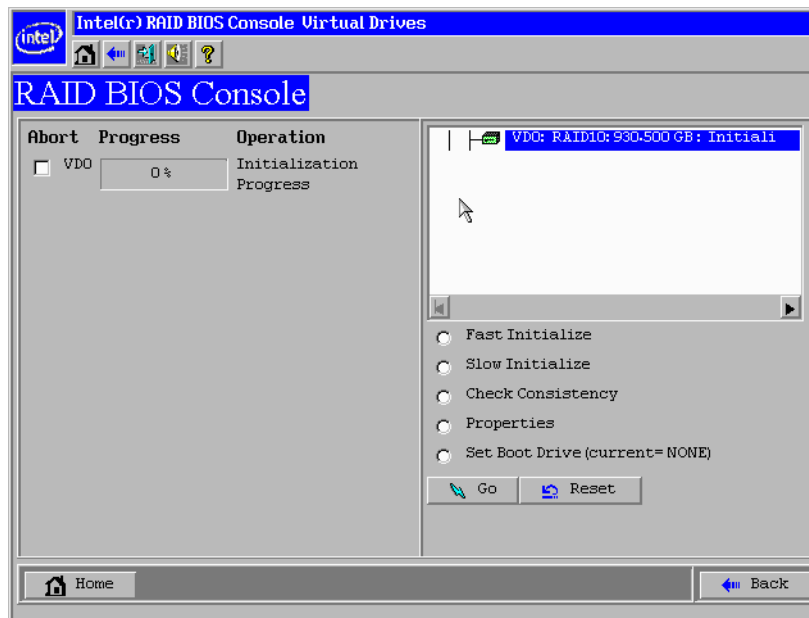 intel
Intel(r) RAID BIOS Console Virtual Drives
?
RAID BIOS Console
Abort Progress Operation
VD0 0% Initialization
Progress
VD0: RAID10: 930.500 GB: Initiali
Fast Initialize
Slow Initialize
Check Consistency
Properties
Set Boot Drive (current= NONE)
Go Reset
Home Back